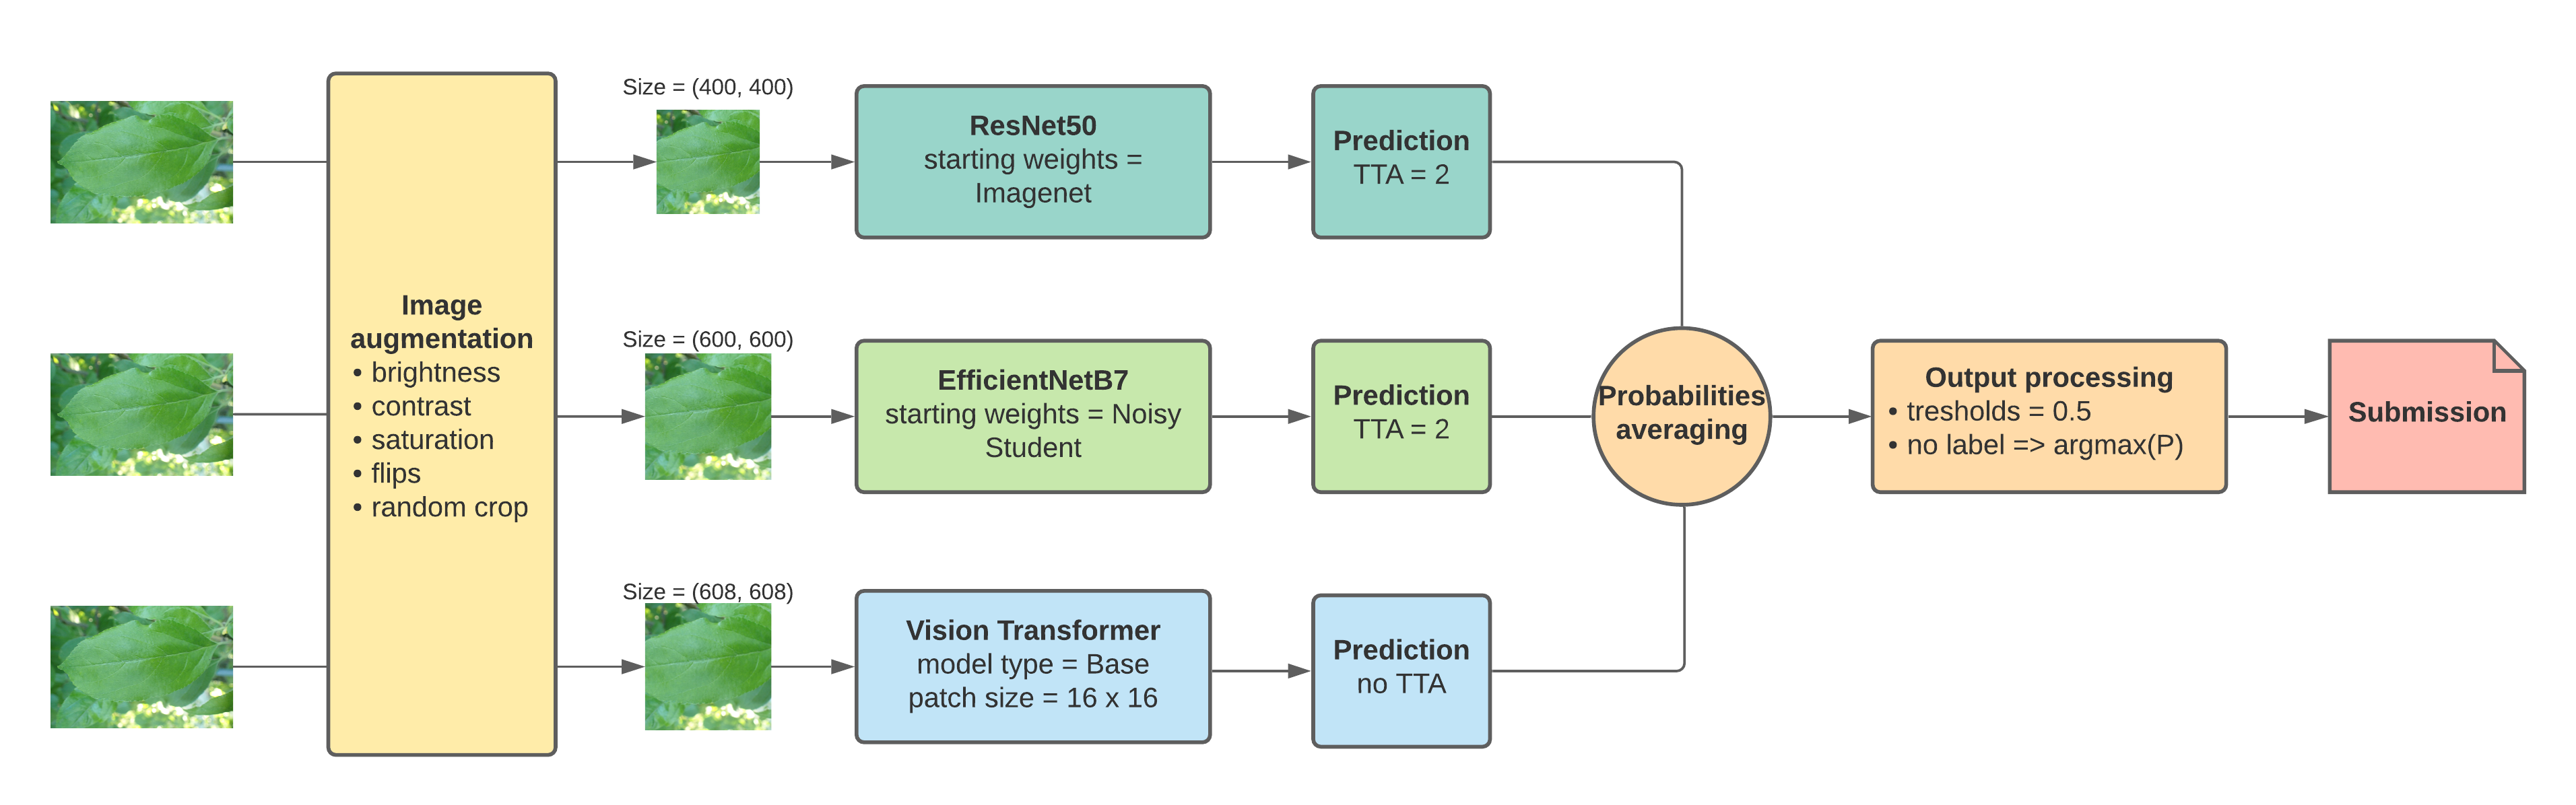 Image
augmentation
• brightness
• contrast
• saturation
• flips
• random crop
Size = (400, 400)
ResNet50
starting weights =
Imagenet
Prediction
TTA = 2
Size = (600, 600)
EfficientNetB7
starting weights = Noisy
Student
Prediction
TTA = 2
Size = (608, 608)
Vision Transformer
model type = Base
patch size = 16 x 16
Prediction
no TTA
Probabilities
averaging
Output processing
• tresholds = 0.5
• no label => argmax(P)
Submission